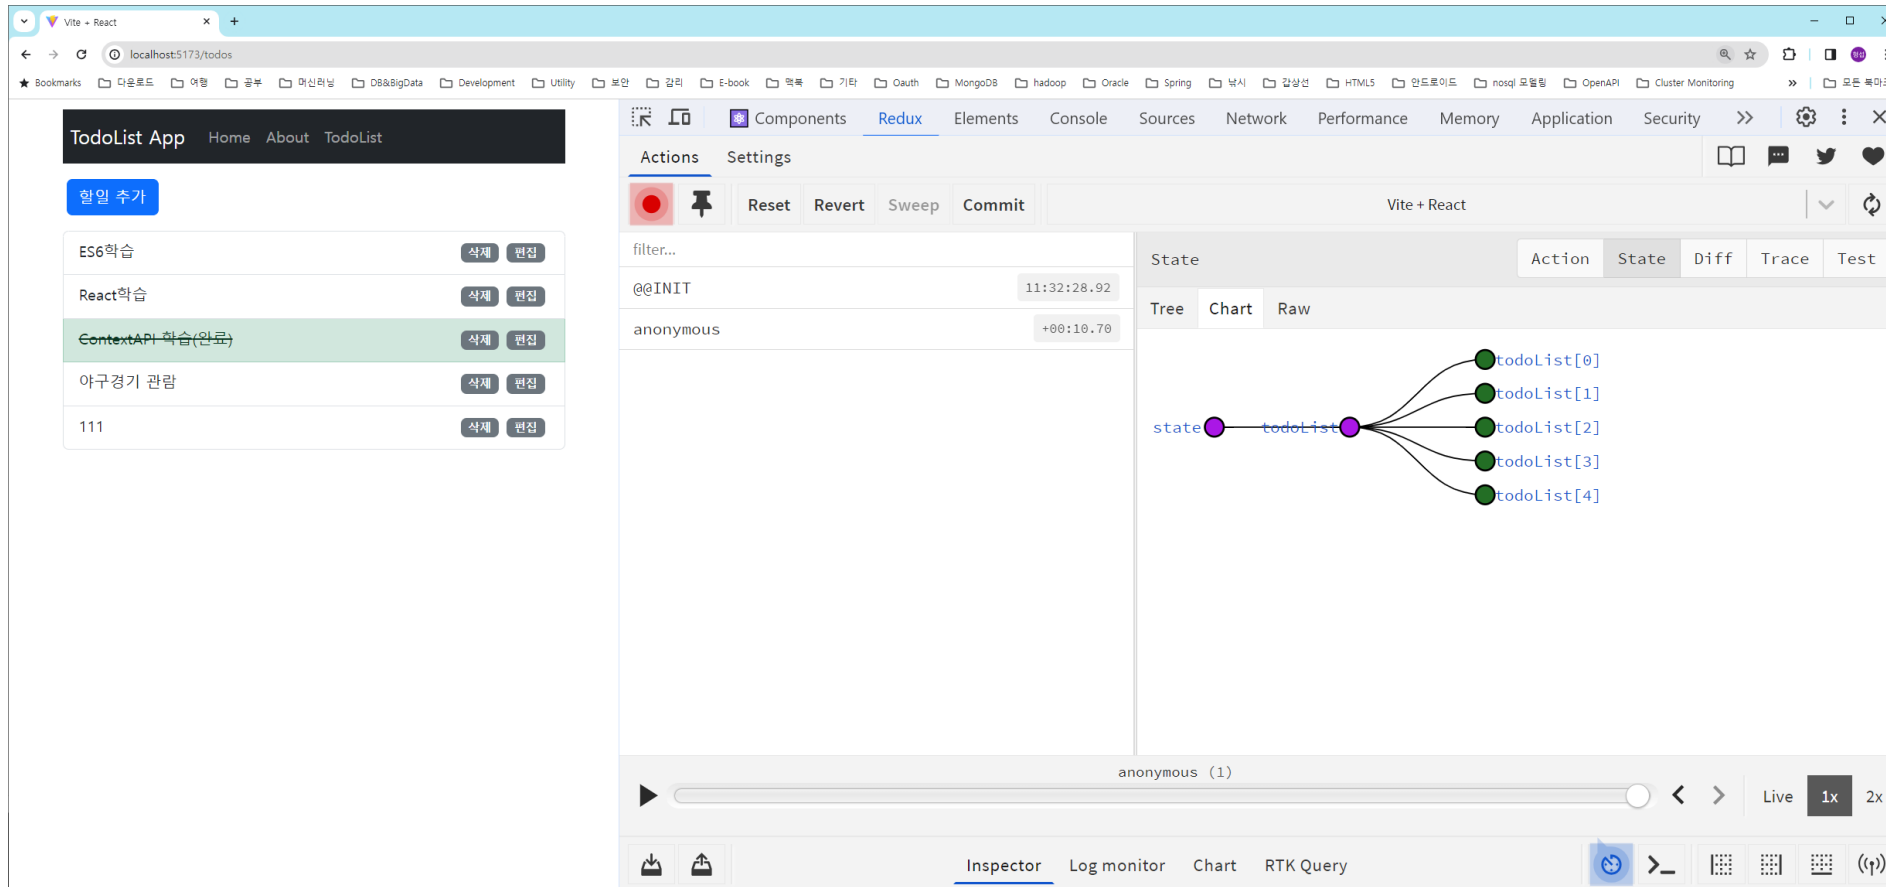 Vite + React
localhost:5173/todos
Bookmarks 다운로드 여행 공부 머신러닝 DB&BigData Development Utility 보안 감리 E-book 맥북 기타 Oauth MongoDB hadoop Oracle Spring 낚시 갑상선 HTML5 안드로이드 nosql 모델링 OpenAPI Cluster Monitoring » 모든 북마크
TodoList App Home About TodoList
할일 추가
ES6학습 삭제 편집
React학습 삭제 편집
ContextAPI 학습(완료) 삭제 편집
야구경기 관람 삭제 편집
111 삭제 편집
Components Redux Elements Console Sources Network Performance Memory Application Security
Actions Settings
Reset Revert Sweep Commit Vite + React
filter...
@@INIT 11:32:28.92
anonymous +00:10.70
State Action State Diff Trace Test
Tree Chart Raw
todoList[0]
todoList[1]
state todoList todoList[2]
todoList[3]
todoList[4]
anonymous (1)
Live 1x 2x
Inspector Log monitor Chart RTK Query